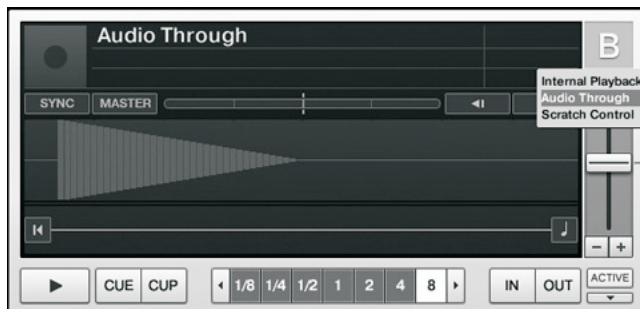 Audio Through
B
Internal Playback
Audio Through
Scratch Control
SYNC MASTER
CUE CUP 1/8 1/4 1/2 1 2 4 8 IN OUT ACTIVE